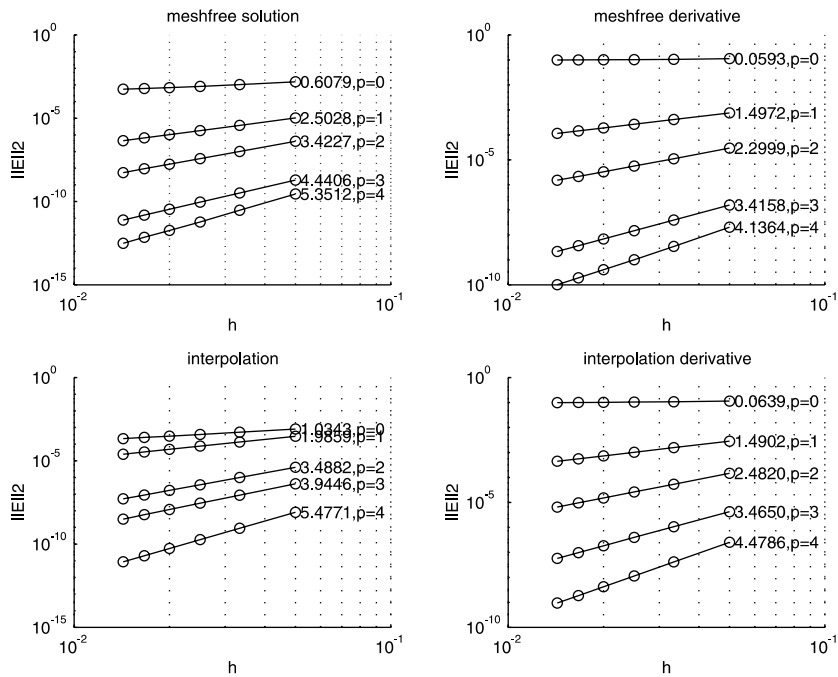 meshfree solution
10^0
10^-5
10^-10
10^-15
||E||2
0.6079,p=0
2.5028,p=1
3.4227,p=2
4.4406,p=3
5.3512,p=4
10^-2
10^-1
h
meshfree derivative
10^0
10^-5
10^-10
||E||2
0.0593,p=0
1.4972,p=1
2.2999,p=2
3.4158,p=3
4.1364,p=4
10^-2
10^-1
h
interpolation
10^0
10^-5
10^-10
10^-15
||E||2
1.0343,p=0
1.9859,p=1
3.4882,p=2
3.9446,p=3
5.4771,p=4
10^-2
10^-1
h
interpolation derivative
10^0
10^-5
10^-10
||E||2
0.0639,p=0
1.4902,p=1
2.4820,p=2
3.4650,p=3
4.4786,p=4
10^-2
10^-1
h